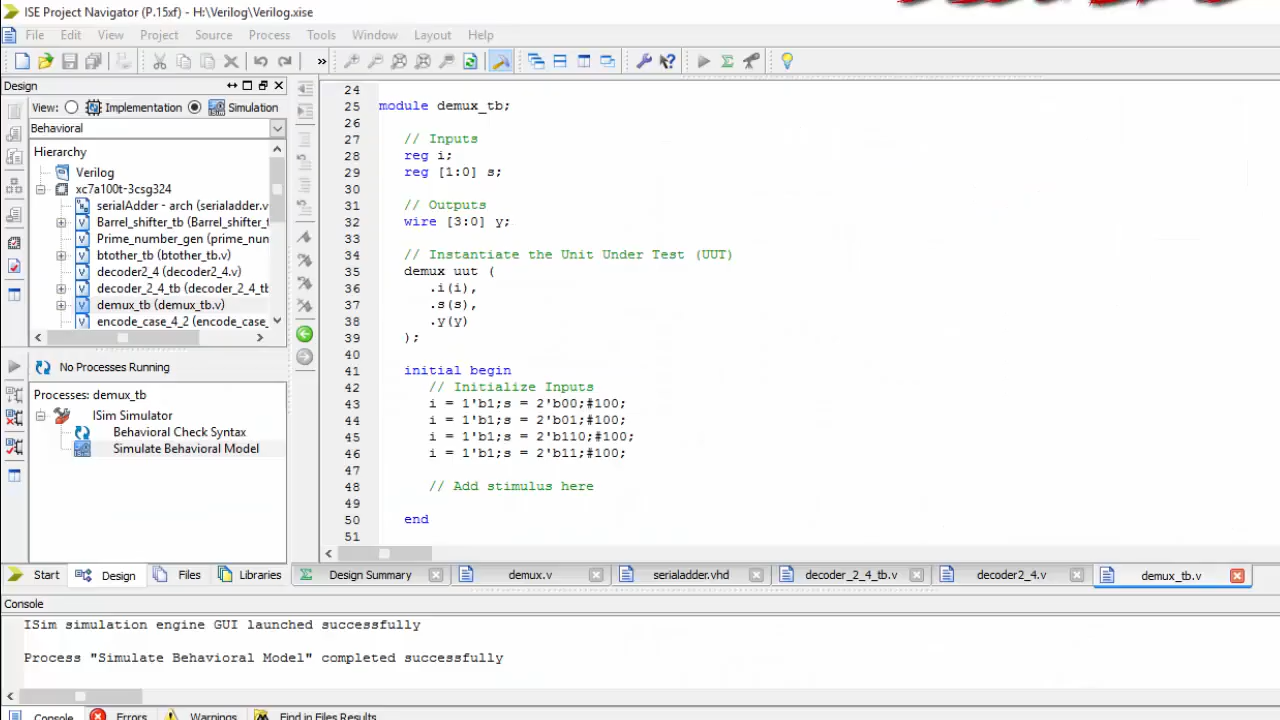 ISE Project Navigator (P.15xf) - H:\Verilog\Verilog.xise
File Edit View Project Source Process Tools Window Layout Help
»
Design
View: Implementation Simulation
Behavioral
Hierarchy
Verilog
xc7a100t-3csg324
serialAdder - arch (serialadder.v
Barrel_shifter_tb (Barrel_shifter_t
Prime_number_gen (prime_nun
btother_tb (btother_tb.v)
decoder2_4 (decoder2_4.v)
decoder_2_4_tb (decoder_2_4_tb
demux_tb (demux_tb.v)
encode_case_4_2 (encode_case_
No Processes Running
Processes: demux_tb
ISim Simulator
Behavioral Check Syntax
Simulate Behavioral Model
24
25 module demux_tb;
26
27 // Inputs
28 reg i;
29 reg [1:0] s;
30
31 // Outputs
32 wire [3:0] y;
33
34 // Instantiate the Unit Under Test (UUT)
35 demux uut (
36 .i(i),
37 .s(s),
38 .y(y)
39 );
40
41 initial begin
42 // Initialize Inputs
43 i = 1'b1;s = 2'b00;#100;
44 i = 1'b1;s = 2'b01;#100;
45 i = 1'b1;s = 2'b110;#100;
46 i = 1'b1;s = 2'b11;#100;
47
48 // Add stimulus here
49
50 end
51
Start Design Files Libraries
Design Summary demux.v serialadder.vhd decoder_2_4_tb.v decoder2_4.v demux_tb.v
Console
ISim simulation engine GUI launched successfully
Process "Simulate Behavioral Model" completed successfully
Console Errors Warnings Find in Files Results